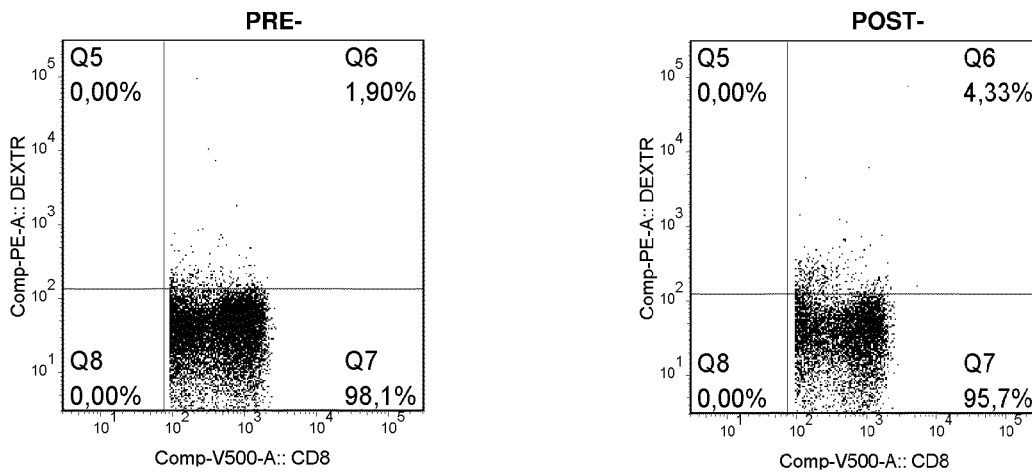 PRE-
Q5 Q6
0,00% 1,90%
10^5
10^4
10^3
10^2
10^1
Comp-PE-A:: DEXTR
Q8 Q7
0,00% 98,1%
10^1 10^2 10^3 10^4 10^5
Comp-V500-A:: CD8
POST-
Q5 Q6
0,00% 4,33%
10^5
10^4
10^3
10^2
10^1
Comp-PE-A:: DEXTR
Q8 Q7
0,00% 95,7%
10^1 10^2 10^3 10^4 10^5
Comp-V500-A:: CD8